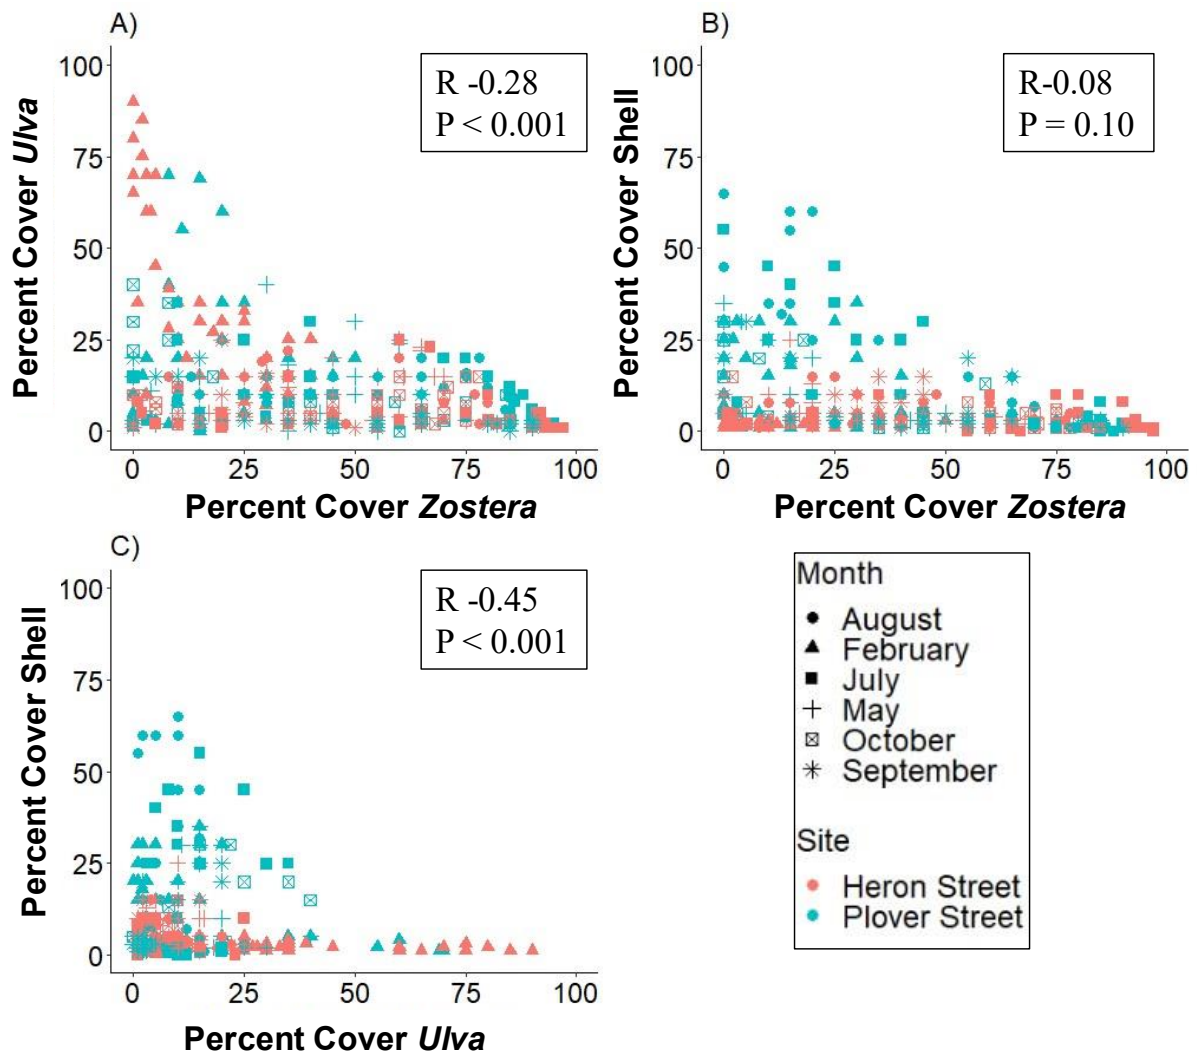 A)
R -0.28
P < 0.001
100
75
50
25
0
Percent Cover Ulva
0 25 50 75 100
Percent Cover Zostera
B)
R-0.08
P = 0.10
100
75
50
25
0
Percent Cover Shell
0 25 50 75 100
Percent Cover Zostera
C)
R -0.45
P < 0.001
100
75
50
25
0
Percent Cover Shell
0 25 50 75 100
Percent Cover Ulva
Month
August
February
July
May
October
September
Site
Heron Street
Plover Street